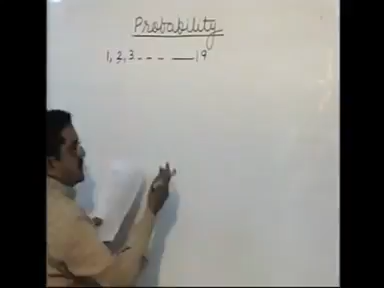 Probability
1, 2, 3 - - - — 19